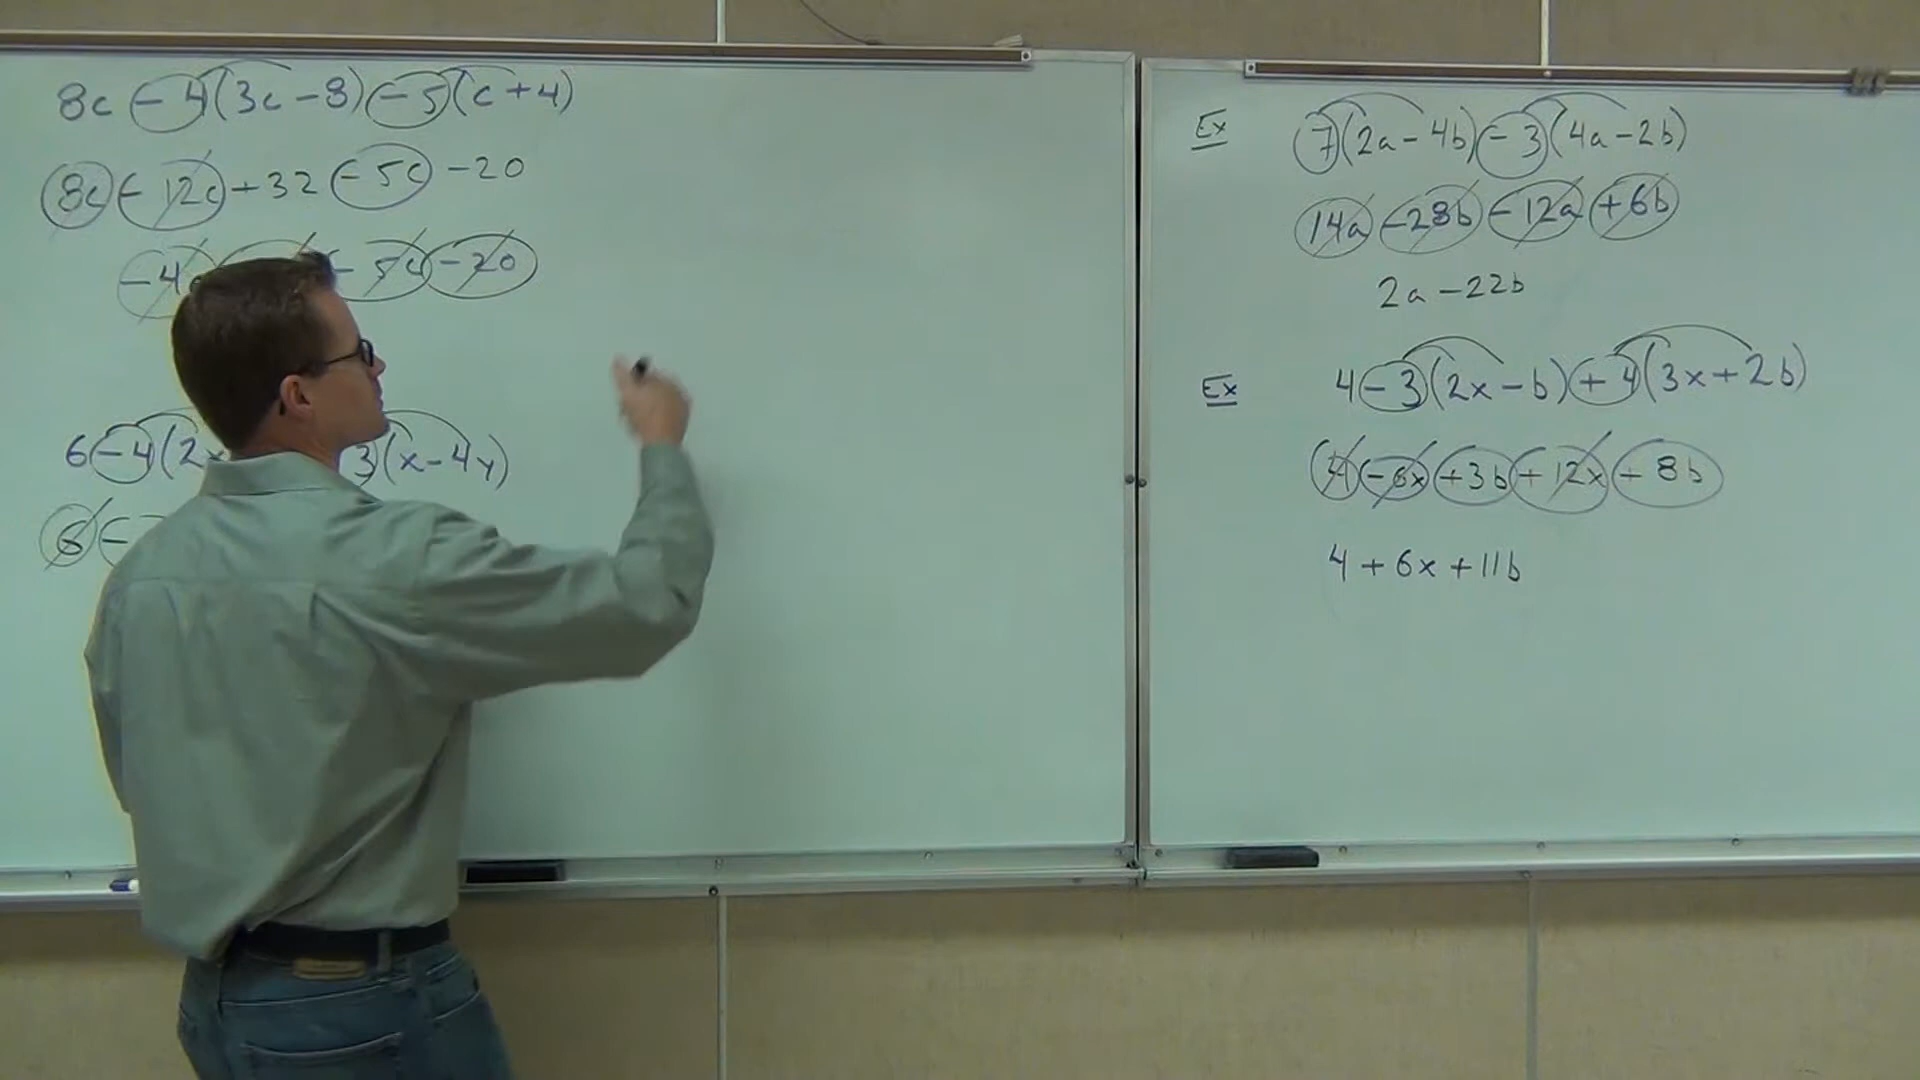 8c -4(3c-8) -5(c+4)
8c -12c +32 -5c -20
-4 -5c -20
6 -4(2x 3(x-4y)
6 -
Ex 7(2a-4b) -3(4a-2b)
14a -28b -12a +6b
2a-22b
Ex 4-3(2x-b)+4(3x+2b)
4 -6x +3b +12x +8b
4+6x+11b